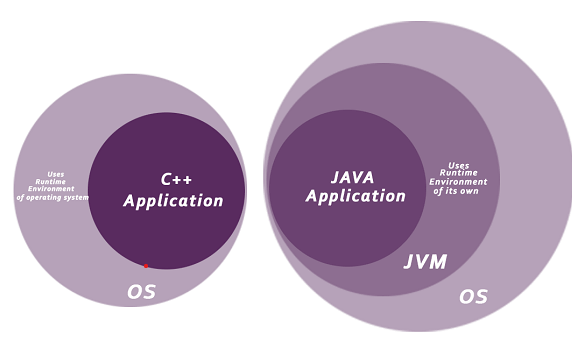 Uses
Runtime
Environment
of operating system
C++
Application
OS
JAVA
Application
Uses
Runtime
Environment
of its own
JVM
OS